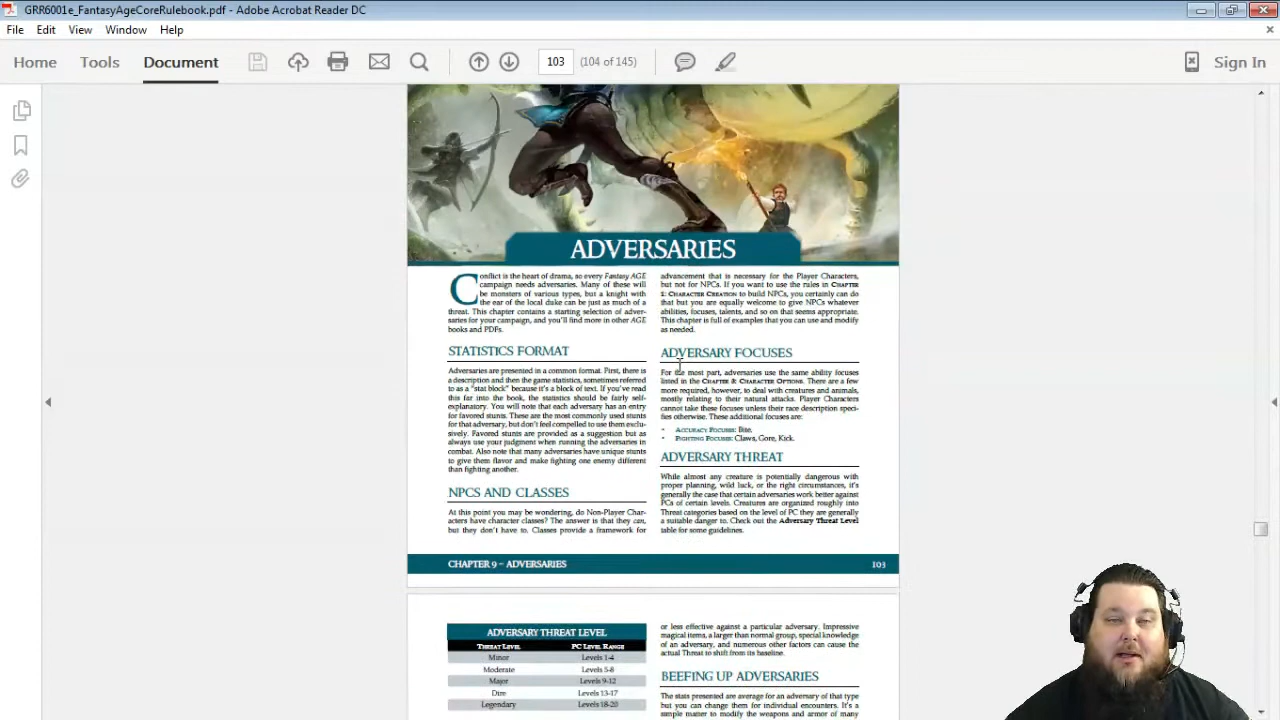 GRR6001e_FantasyAgeCoreRulebook.pdf - Adobe Acrobat Reader DC
File Edit View Window Help
Home Tools Document 103 (104 of 145) Sign In
ADVERSARIES
Conflict is the heart of drama, so every Fantasy AGE
campaign needs adversaries. Many of these will
be monsters of various types, but a knight with
the ear of the local duke can be just as much of a
threat. This chapter contains a starting selection of adver-
saries for your campaign, and you'll find more in other AGE
books and PDFs.
STATISTICS FORMAT
Adversaries are presented in a common format. First, there is
a description and then the game statistics, sometimes referred
to as a "stat block" because it's a block of text. If you've read
this far into the book, the statistics should be fairly self-
explanatory. You will note that each adversary has an entry
for favored stunts. These are the most commonly used stunts
for that adversary, but don't feel compelled to use them exclu-
sively. Favored stunts are provided as a suggestion but as
always use your judgment when running the adversaries in
combat. Also note that many adversaries have unique stunts
to give them flavor and make fighting one enemy different
than fighting another.
NPCS AND CLASSES
At this point you may be wondering, do Non-Player Char-
acters have character classes? The answer is that they can,
but they don't have to. Classes provide a framework for
advancement that is necessary for the Player Characters,
but not for NPCs. If you want to use the rules in CHAPTER
1: CHARACTER CREATION to build NPCs, you certainly can do
that but you are equally welcome to give NPCs whatever
abilities, focuses, talents, and so on that seems appropriate.
This chapter is full of examples that you can use and modify
as needed.
ADVERSARY FOCUSES
For the most part, adversaries use the same ability focuses
listed in the CHAPTER 3: CHARACTER OPTIONS. There are a few
more required, however, to deal with creatures and animals,
mostly relating to their natural attacks. Player Characters
cannot take these focuses unless their race description speci-
fies otherwise. These additional focuses are:
• ACCURACY FOCUSES: Bite,
• FIGHTING FOCUSES: Claws, Gore, Kick.
ADVERSARY THREAT
While almost any creature is potentially dangerous with
proper planning, wild luck, or the right circumstances, it's
generally the case that certain adversaries work better against
PCs of certain levels. Creatures are organized roughly into
Threat categories based on the level of PC they are generally
a suitable danger to. Check out the Adversary Threat Level
table for some guidelines.
CHAPTER 9 – ADVERSARIES 103
ADVERSARY THREAT LEVEL
THREAT LEVEL PC LEVEL RANGE
Minor Levels 1-4
Moderate Levels 5-8
Major Levels 9-12
Dire Levels 13-17
Legendary Levels 18-20
or less effective against a particular adversary. Impressive
magical items, a larger than normal group, special knowledge
of an adversary, and numerous other factors can cause the
actual Threat to shift from its baseline.
BEEFING UP ADVERSARIES
The stats presented are average for an adversary of that type
but you can change them for individual encounters. It's a
simple matter to modify the weapons and armor of many